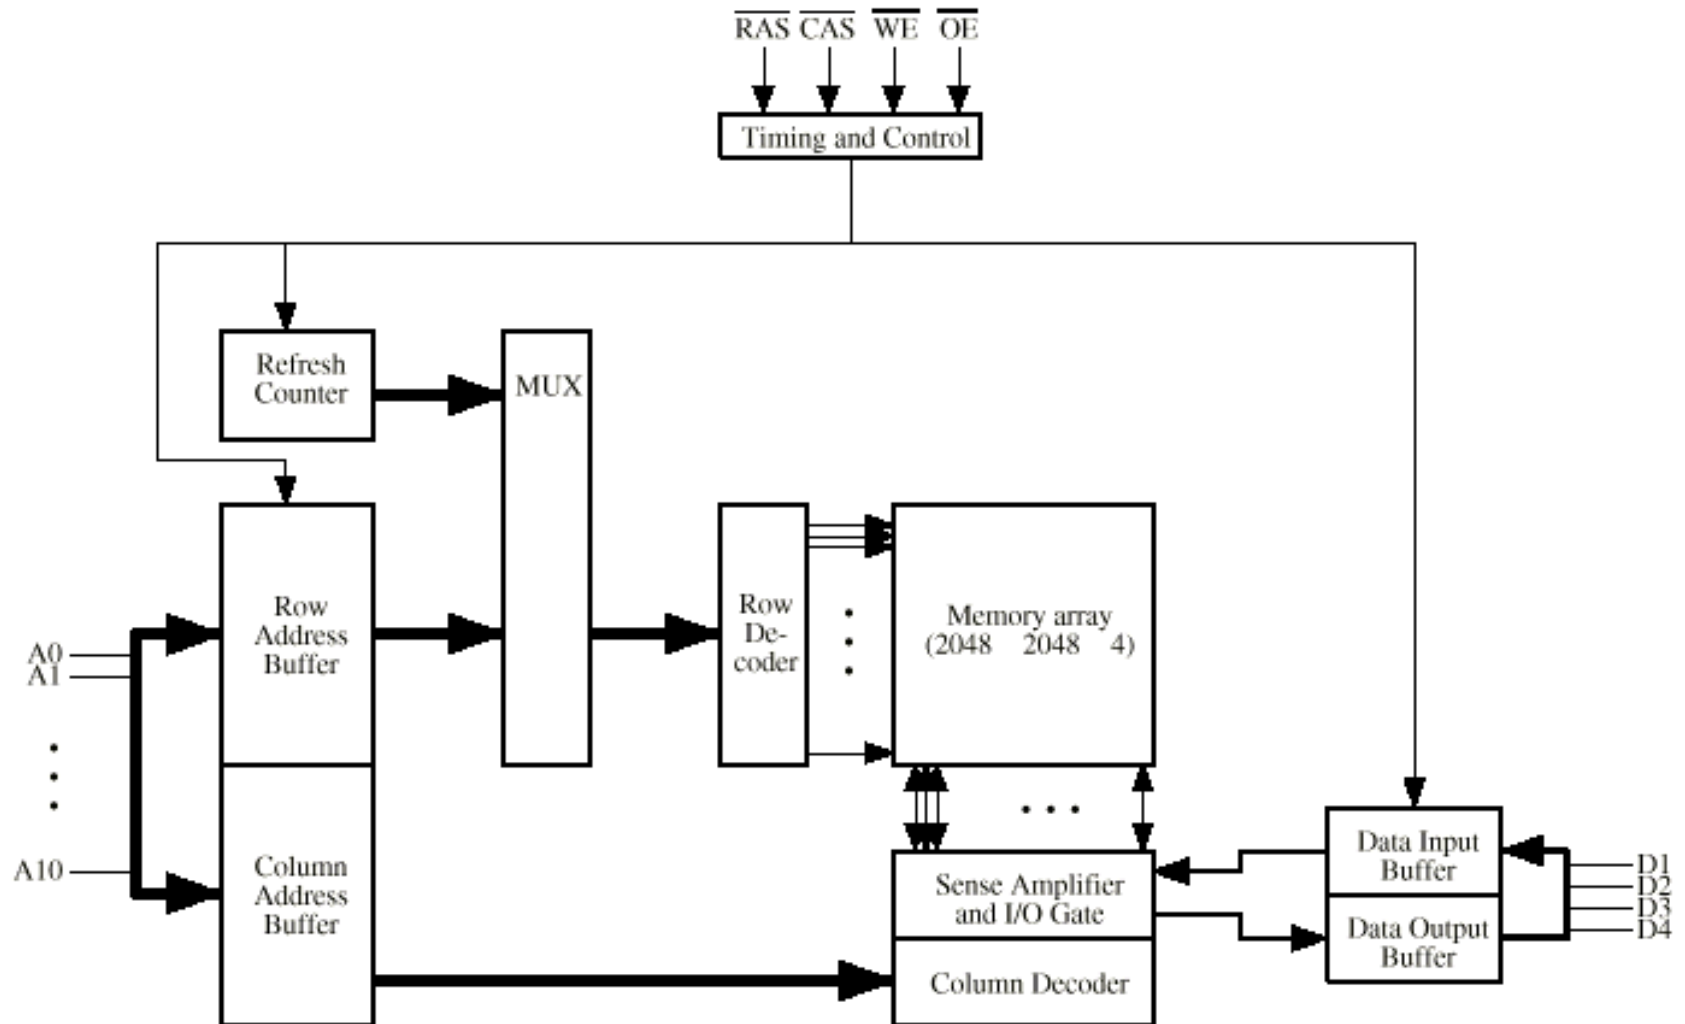 RAS CAS WE OE
Timing and Control
Refresh
Counter
MUX
Row
Address
Buffer
Row
De-
coder
Memory array
(2048 2048 4)
A0
A1
A10
Column
Address
Buffer
Sense Amplifier
and I/O Gate
Column Decoder
Data Input
Buffer
Data Output
Buffer
D1
D2
D3
D4